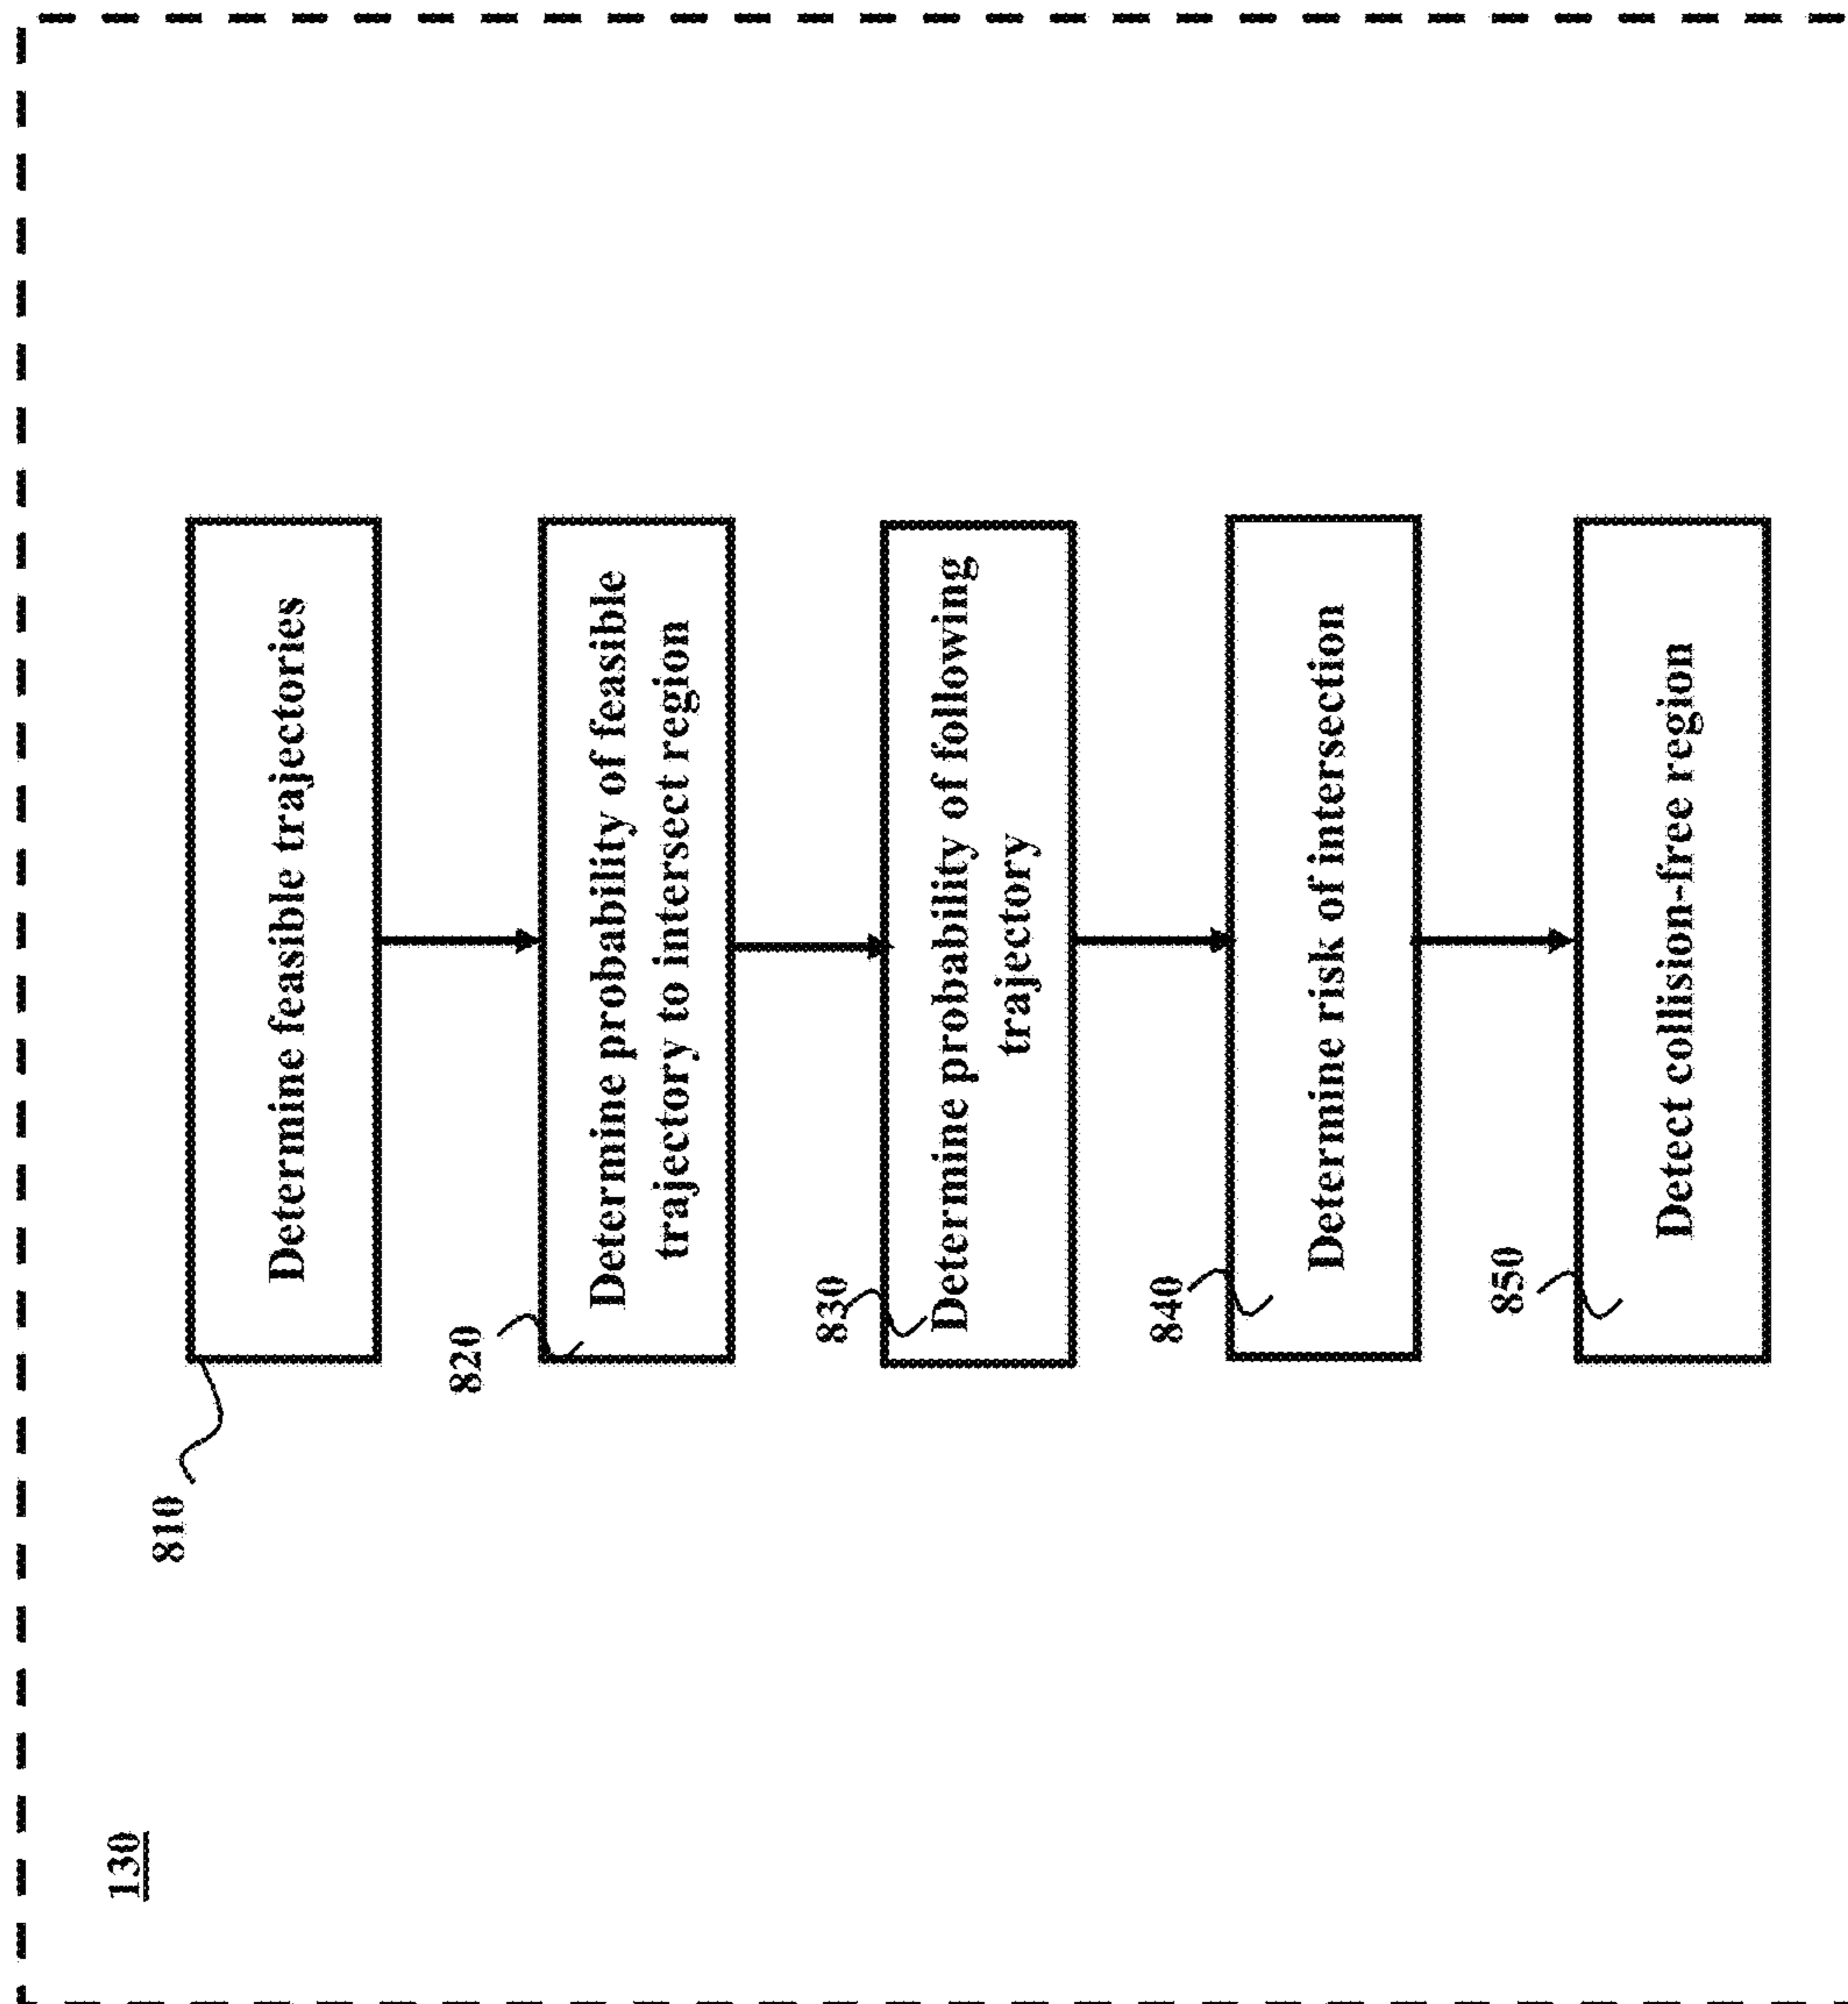 130
810
Determine feasible trajectories
820
Determine probability of feasible
trajectory to intersect region
830
Determine probability of following
trajectory
840
Determine risk of intersection
850
Detect collision-free region